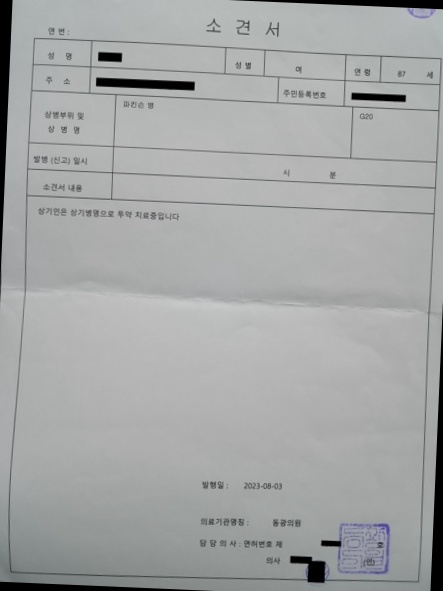 소 견 서
연 번 :
성 명 성 별 여 연 령 87 세
주 소 주민등록번호
상병부위 및 상 병 명 파킨슨 병 G20
발병 (신고) 일시 시 분
소견서 내용
상기인은 상기병명으로 투약 치료중입니다
발행일 : 2023-08-03
의료기관명칭 : 동광의원
담 당 의 사 : 면허번호 제 호
의사 (인)